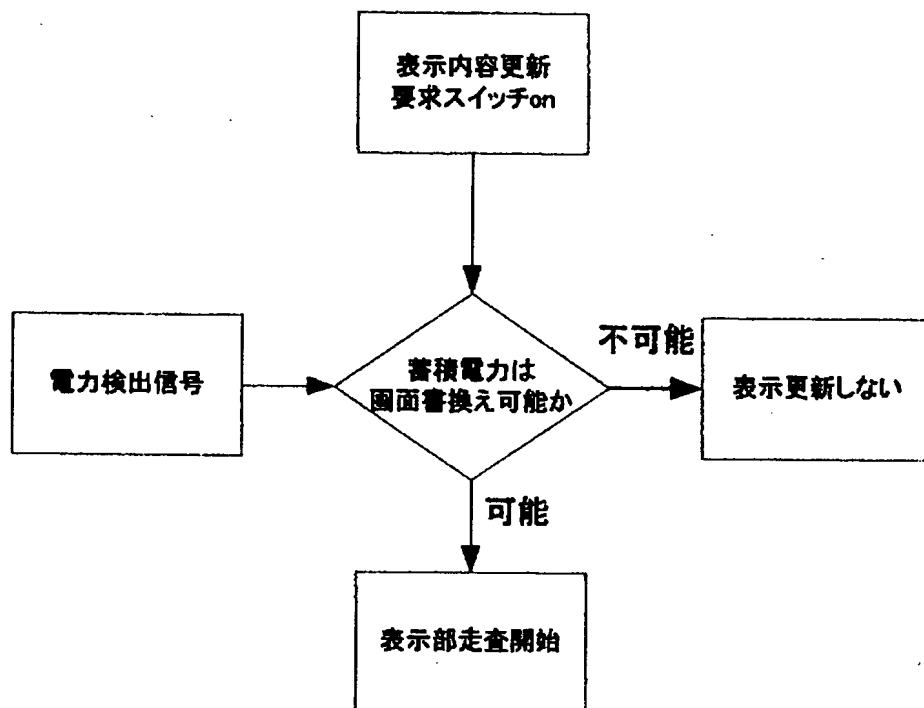 表示内容更新
要求スイッチon
電力検出信号
蓄積電力は
画面書換え可能か
不可能
表示更新しない
可能
表示部走査開始